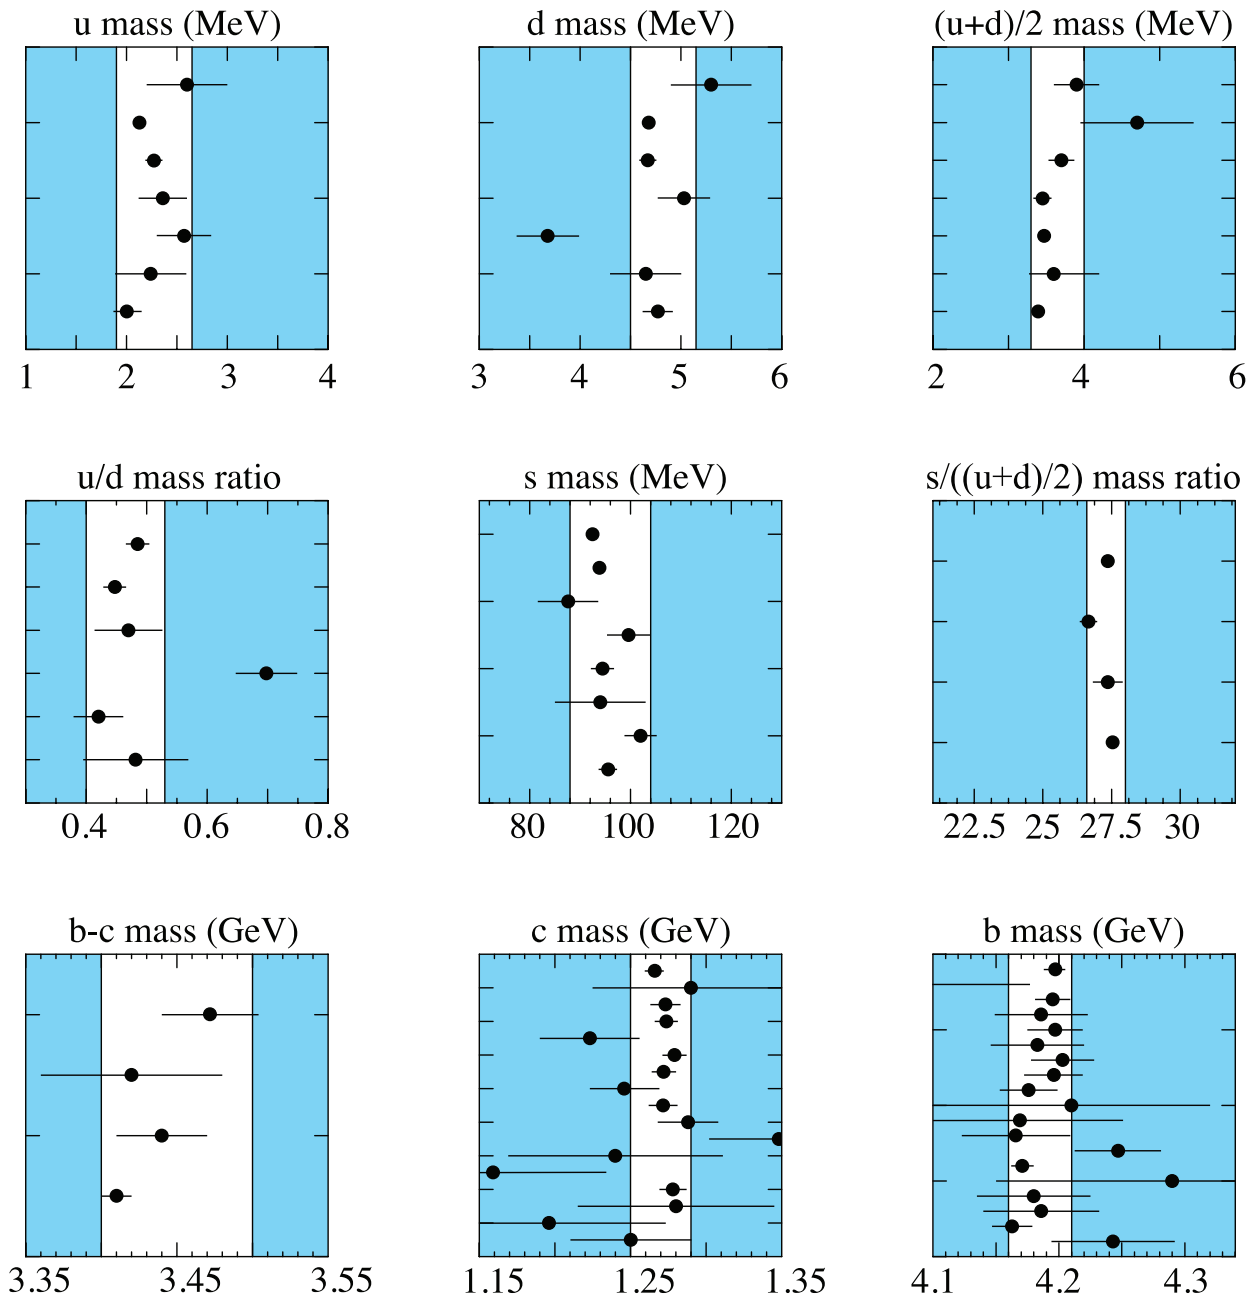 u mass (MeV) d mass (MeV) (u+d)/2 mass (MeV)
1 2 3 4 3 4 5 6 2 4 6
u/d mass ratio s mass (MeV) s/((u+d)/2) mass ratio
0.4 0.6 0.8 80 100 120 22.5 25 27.5 30
b-c mass (GeV) c mass (GeV) b mass (GeV)
3.35 3.45 3.55 1.15 1.25 1.35 4.1 4.2 4.3